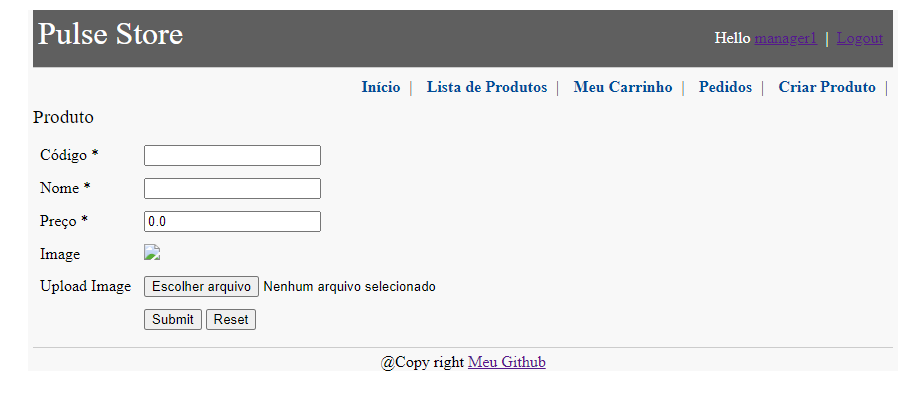 Pulse Store
Hello manager1 | Logout
Início | Lista de Produtos | Meu Carrinho | Pedidos | Criar Produto |
Produto
Código *
Nome *
Preço * 0.0
Image
Upload Image Escolher arquivo Nenhum arquivo selecionado
Submit Reset
@Copy right Meu Github